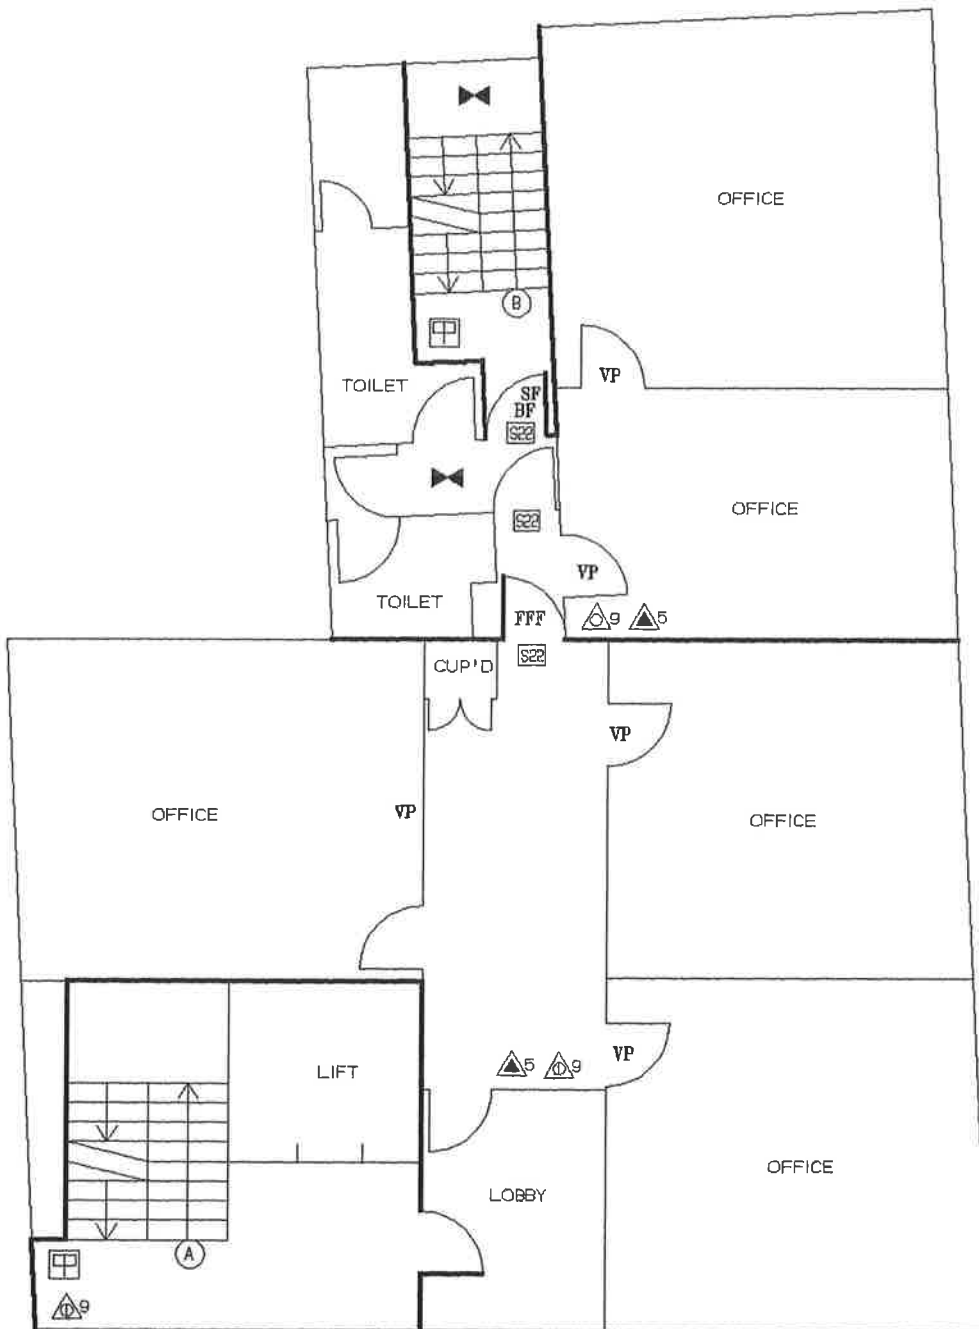 OFFICE
B
TOILET
VP
SF
BF
S22
OFFICE
S22
VP
TOILET
FFF
9
5
S22
CUP'D
VP
OFFICE
VP
OFFICE
5
9
VP
LIFT
OFFICE
LOBBY
A
9